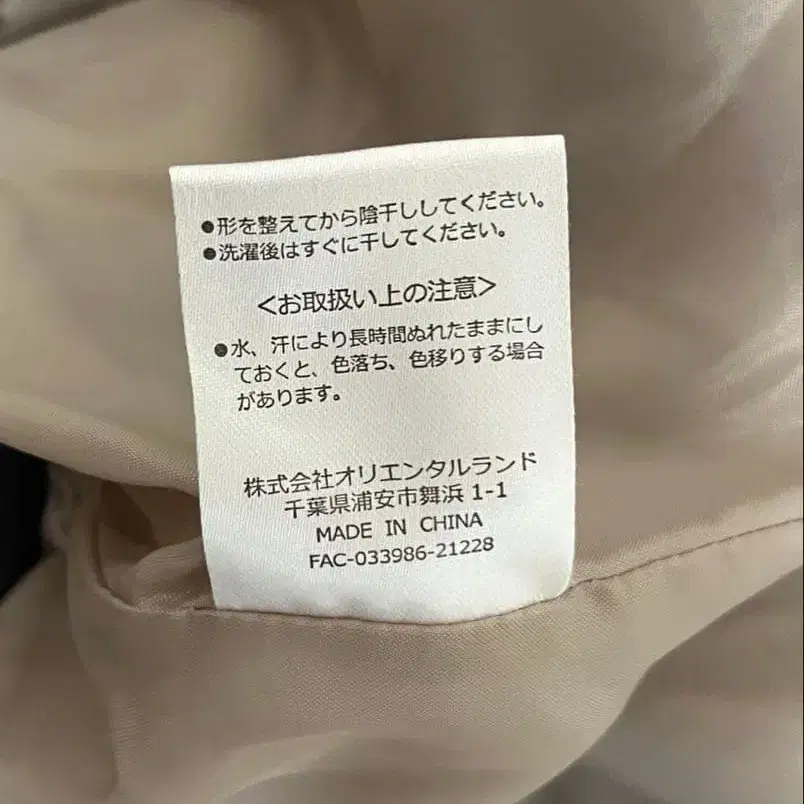 ●形を整えてから陰干ししてください。
●洗濯後はすぐに干してください。
<お取扱い上の注意>
●水、汗により長時間ぬれたままにし
ておくと、色落ち、色移りする場合
があります。
株式会社オリエンタルランド
千葉県浦安市舞浜1-1
MADE IN CHINA
FAC-033986-21228